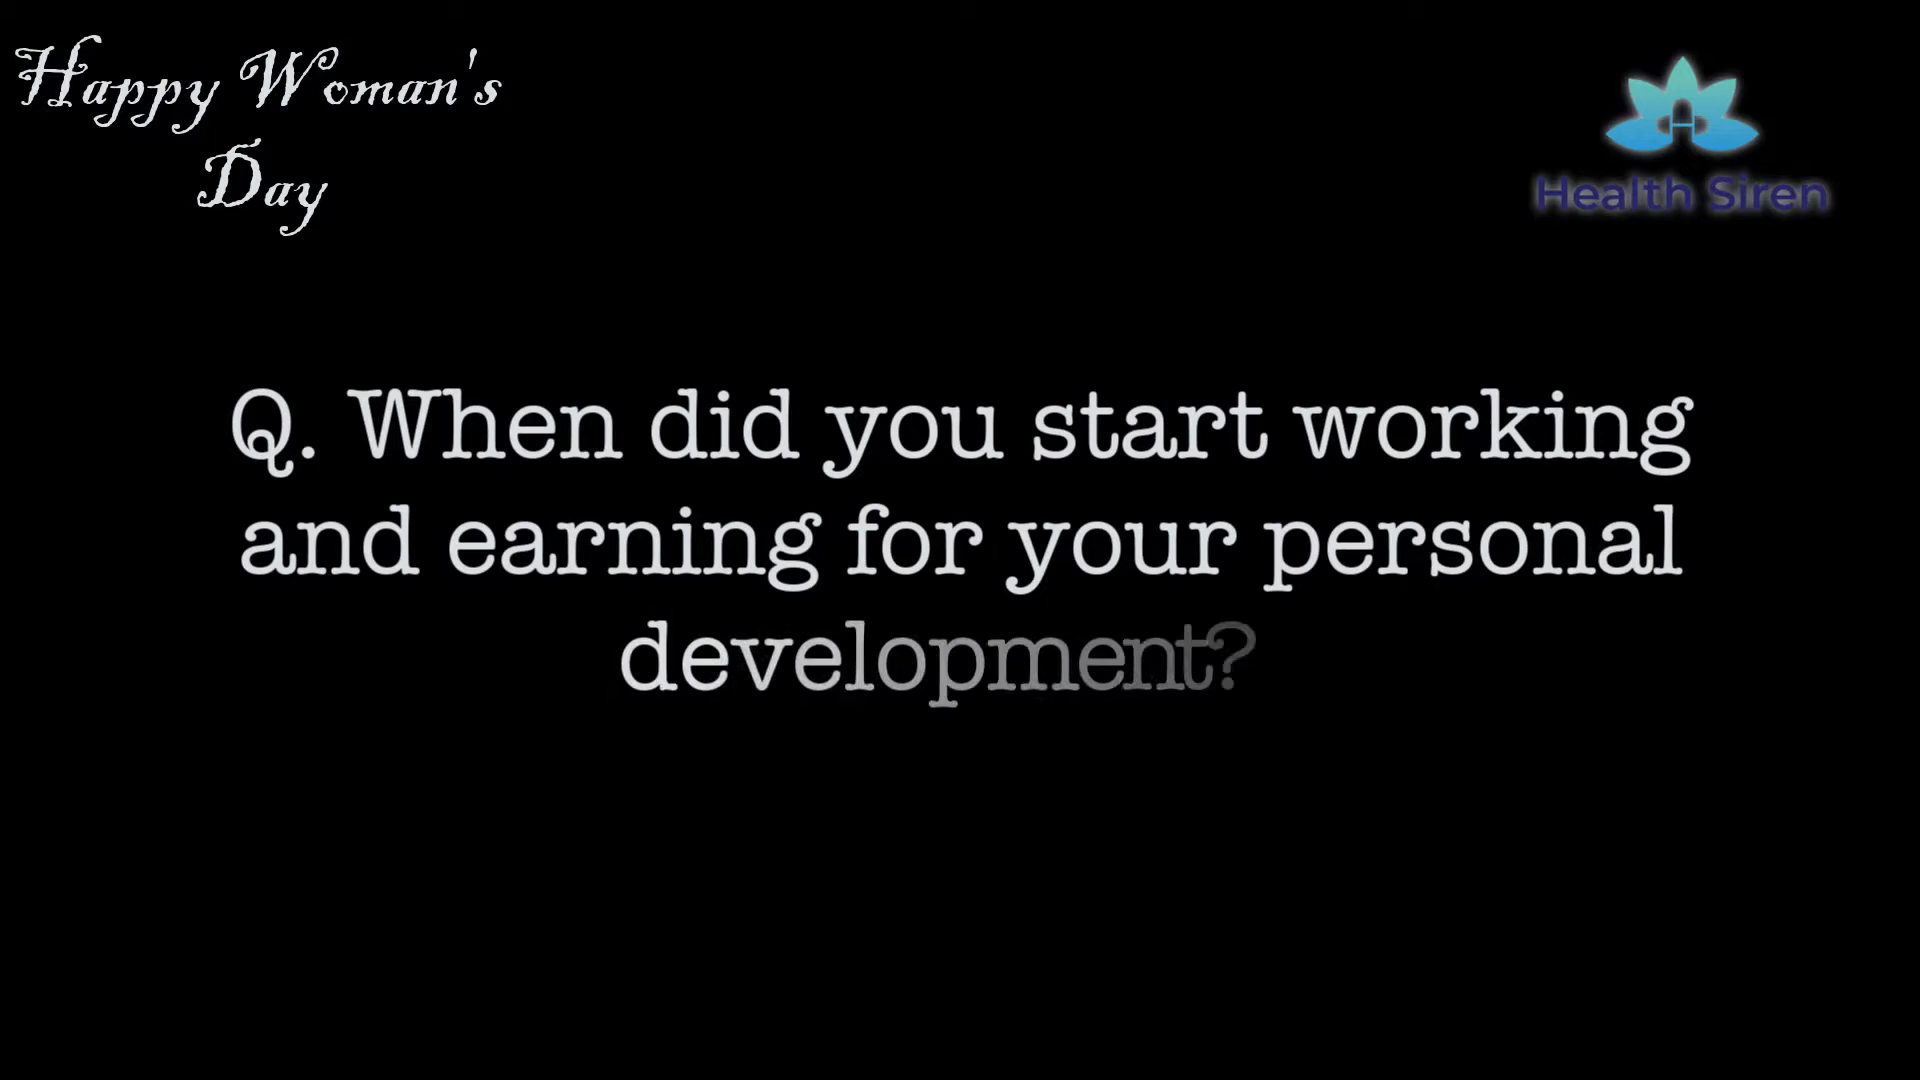 Happy Woman's
Day
Health Siren
Q. When did you start working
and earning for your personal
development?